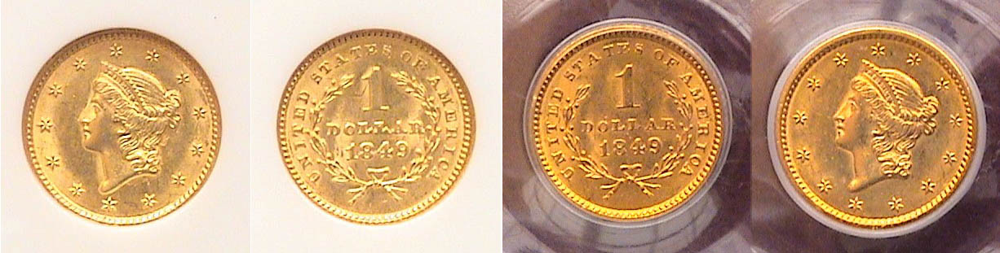 UNITED STATES OF AMERICA
1
DOLLAR
1849.
UNITED STATES OF AMERICA
1
DOLLAR
1849.